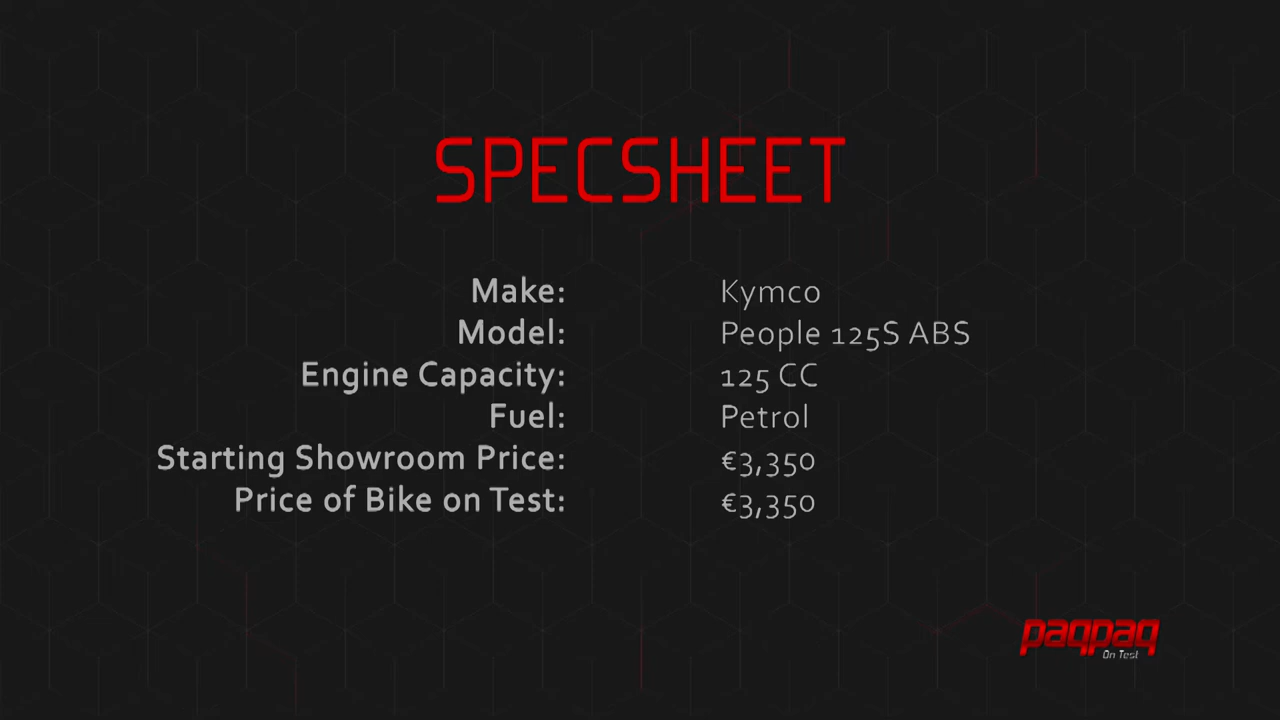 SPECSHEET
Make: Kymco
Model: People 125S ABS
Engine Capacity: 125 CC
Fuel: Petrol
Starting Showroom Price: €3,350
Price of Bike on Test: €3,350
paqpaq
On Test